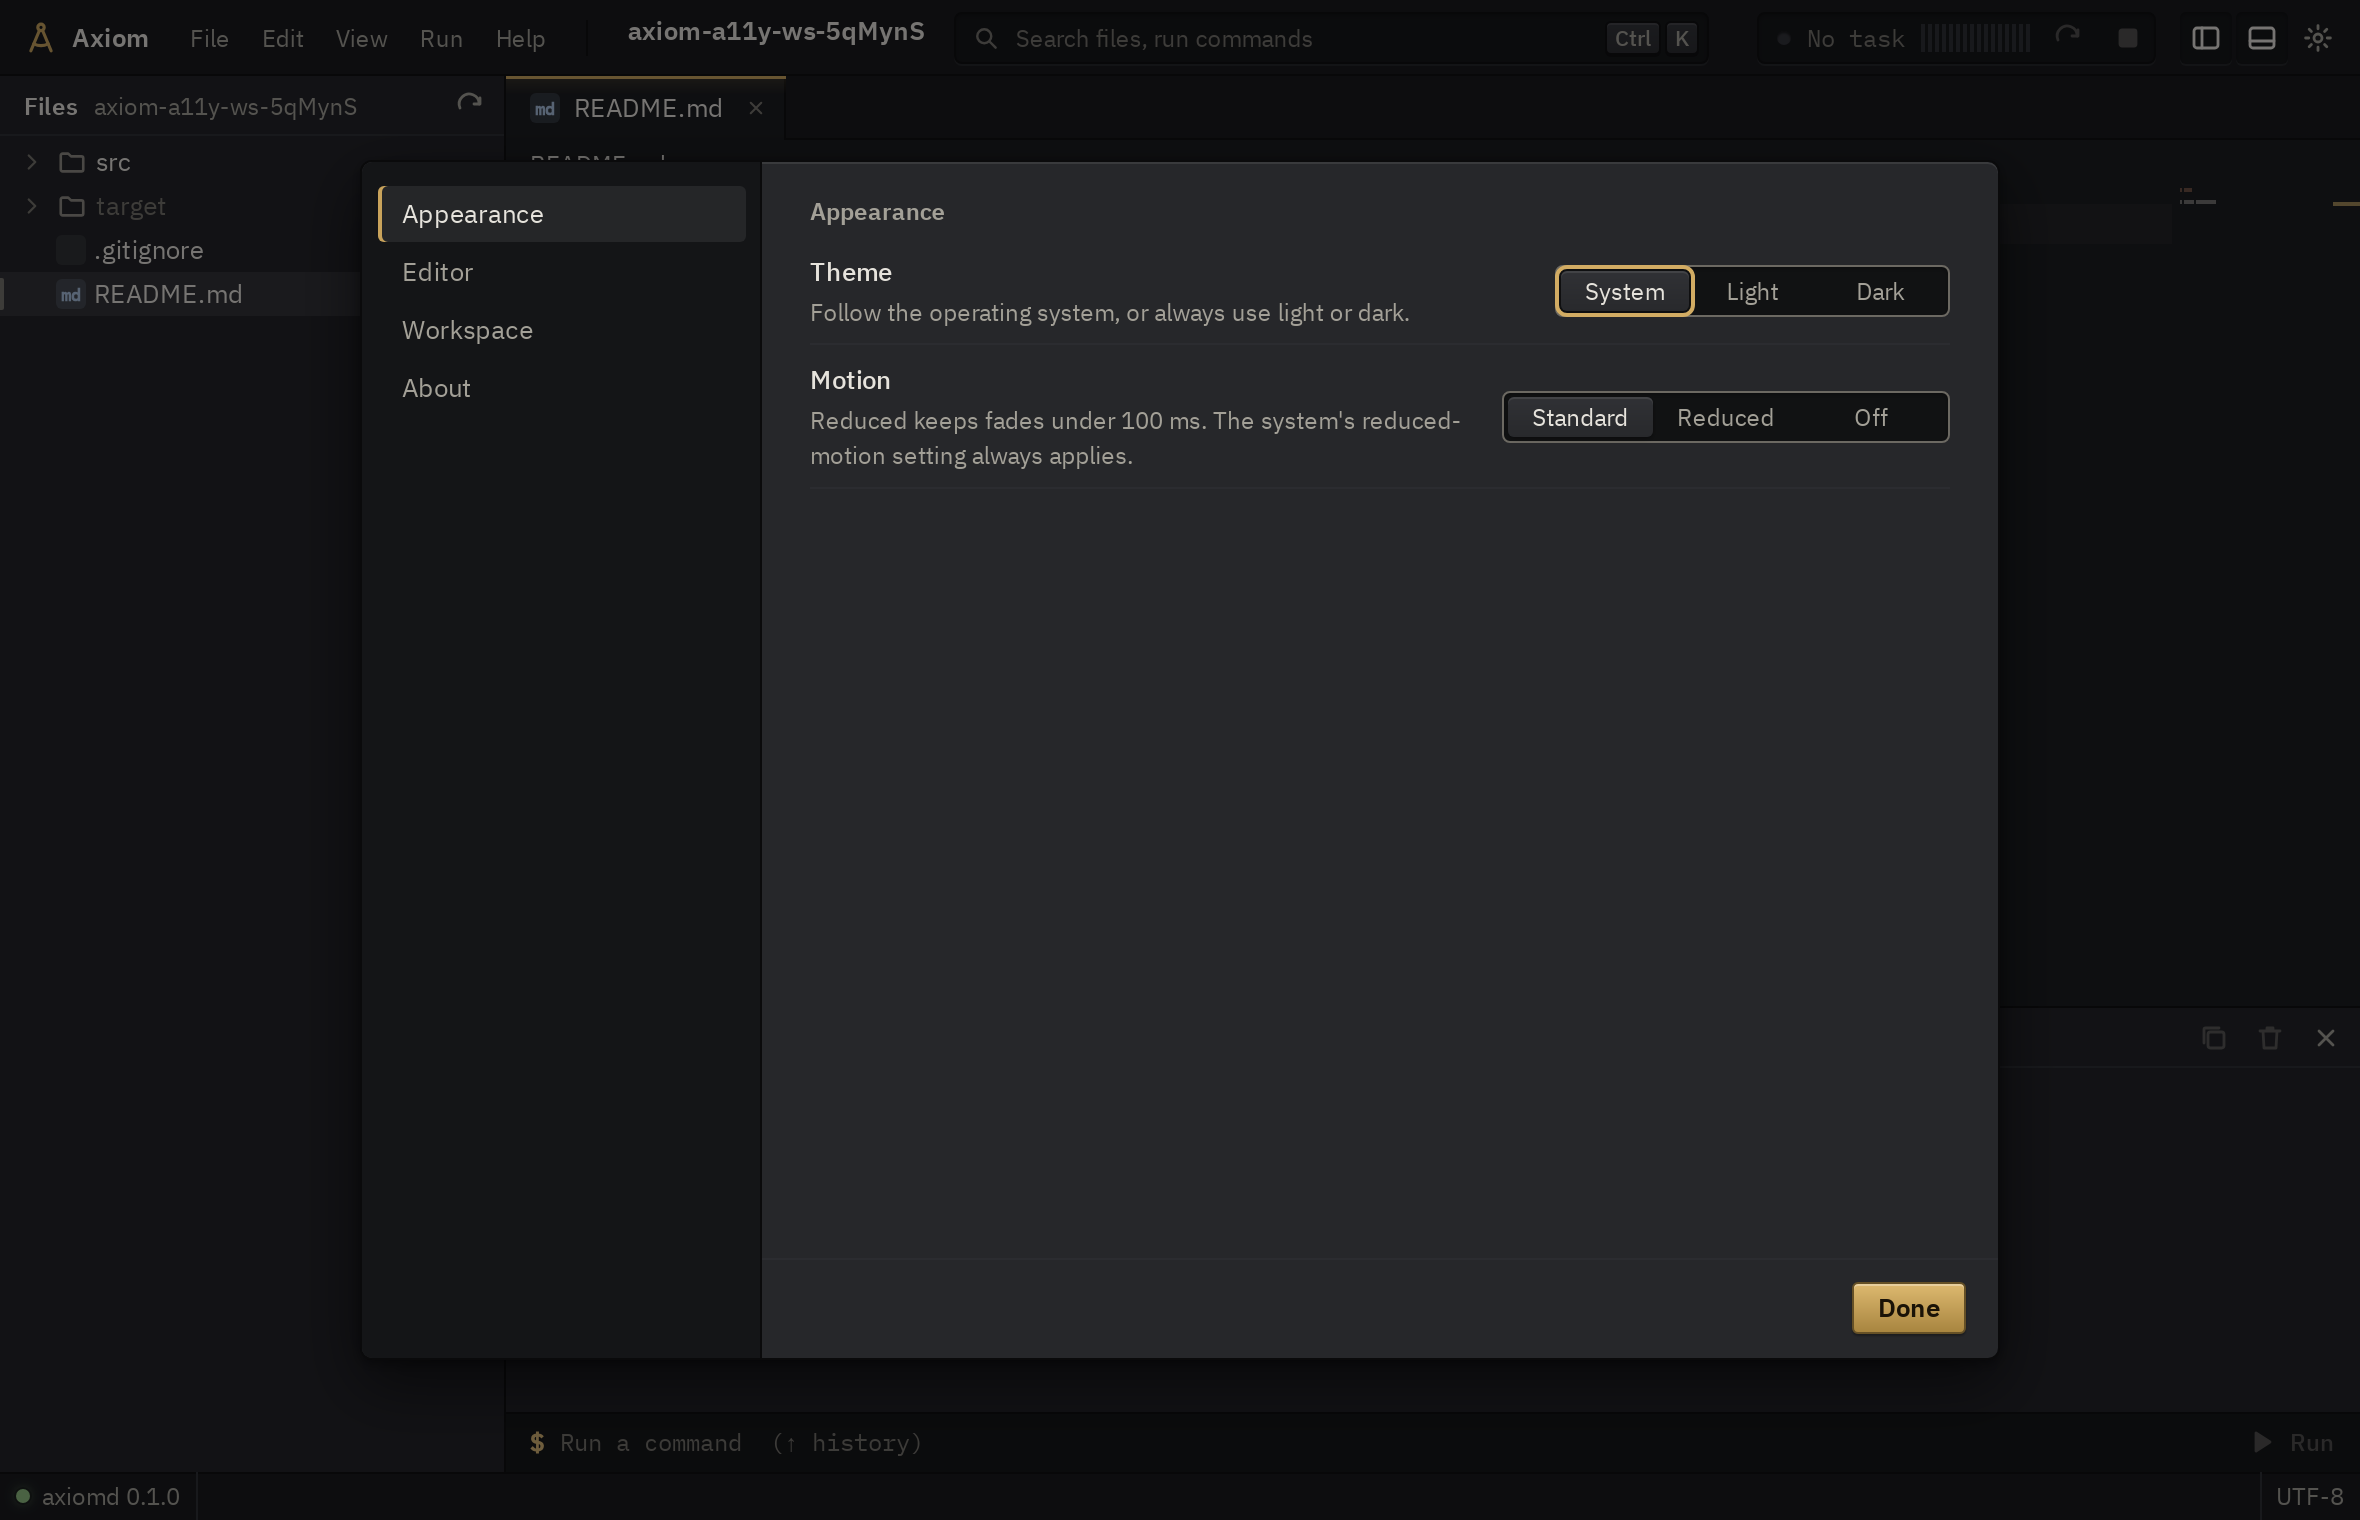 Axiom File Edit View Run Help axiom-a11y-ws-5qMynS Search files, run commands Ctrl K No task
Files axiom-a11y-ws-5qMynS
md README.md ×
src
target
.gitignore
md README.md
Appearance
Editor
Workspace
About
Appearance
Theme
Follow the operating system, or always use light or dark.
System Light Dark
Motion
Reduced keeps fades under 100 ms. The system's reduced-
motion setting always applies.
Standard Reduced Off
Done
$ Run a command (↑ history) Run
axiomd 0.1.0 UTF-8